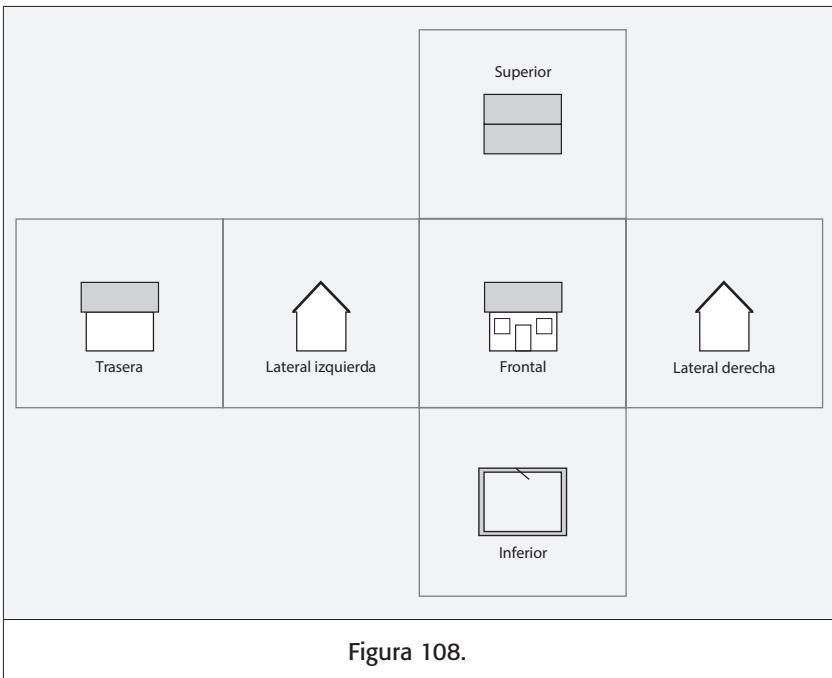 Superior
Trasera
Lateral izquierda
Frontal
Lateral derecha
Inferior
Figura 108.